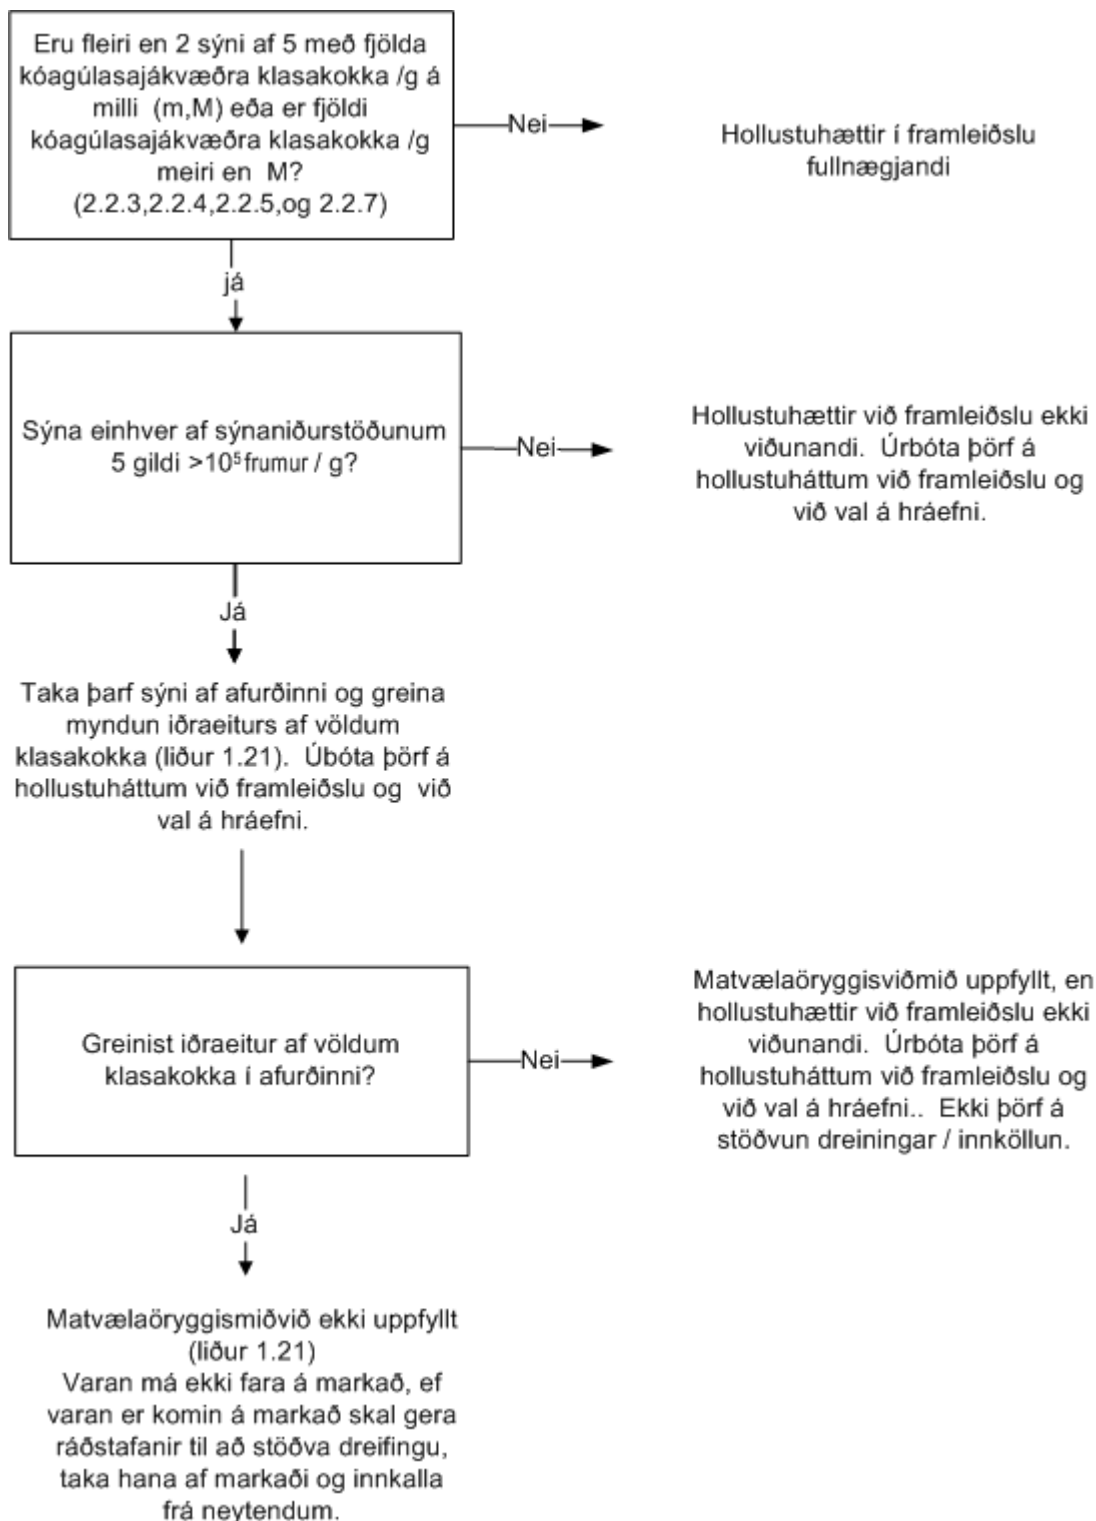 Eru fleiri en 2 sýni af 5 með fjölda
kóagúlasajákvæðra klasakokka /g á
milli (m,M) eða er fjöldi
kóagúlasajákvæðra klasakokka /g
meiri en M?
(2.2.3,2.2.4,2.2.5,og 2.2.7)
Nei
Hollustuhættir í framleiðslu
fullnægjandi
já
Sýna einhver af sýnaniðurstöðunum
5 gildi >10⁵ frumur / g?
Nei
Hollustuhættir við framleiðslu ekki
viðunandi. Úrbóta þörf á
hollustuháttum við framleiðslu og
við val á hráefni.
Já
Taka þarf sýni af afurðinni og greina
myndun iðraeiturs af völdum
klasakokka (liður 1.21). Úbóta þörf á
hollustuháttum við framleiðslu og við
val á hráefni.
Greinist iðraeitur af völdum
klasakokka í afurðinni?
Nei
Matvælaöryggisviðmið uppfyllt, en
hollustuhættir við framleiðslu ekki
viðunandi. Úrbóta þörf á
hollustuháttum við framleiðslu og
við val á hráefni.. Ekki þörf á
stöðvun dreiningar / innköllun.
Já
Matvælaöryggismiðvið ekki uppfyllt
(liður 1.21)
Varan má ekki fara á markað, ef
varan er komin á markað skal gera
ráðstafanir til að stöðva dreifingu,
taka hana af markaði og innkalla
frá neytendum.